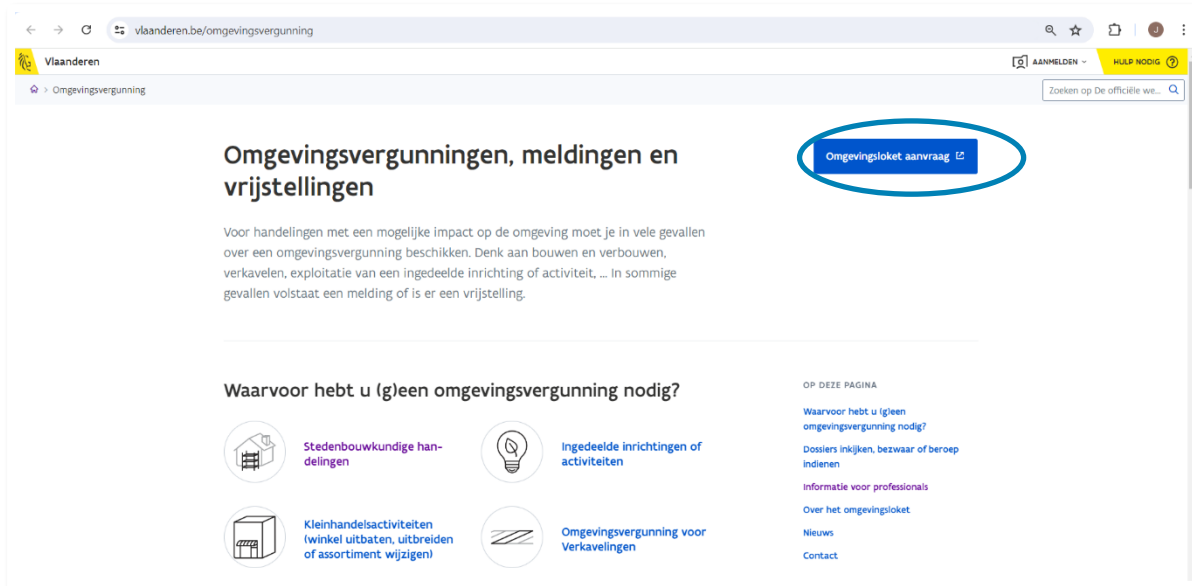 vlaanderen.be/omgevingsvergunning
J
Vlaanderen
AANMELDEN
HULP NODIG
Omgevingsvergunning
Zoeken op De officiële we...
Omgevingsvergunningen, meldingen en
vrijstellingen
Omgevingsloket aanvraag
Voor handelingen met een mogelijke impact op de omgeving moet je in vele gevallen
over een omgevingsvergunning beschikken. Denk aan bouwen en verbouwen,
verkavelen, exploitatie van een ingedeelde inrichting of activiteit, ... In sommige
gevallen volstaat een melding of is er een vrijstelling.
Waarvoor hebt u (g)een omgevingsvergunning nodig?
Stedenbouwkundige han-
delingen
Ingedeelde inrichtingen of
activiteiten
Kleinhandelsactiviteiten
(winkel uitbaten, uitbreiden
of assortiment wijzigen)
Omgevingsvergunning voor
Verkavelingen
OP DEZE PAGINA
Waarvoor hebt u (g)een
omgevingsvergunning nodig?
Dossiers inkijken, bezwaar of beroep
indienen
Informatie voor professionals
Over het omgevingsloket
Nieuws
Contact